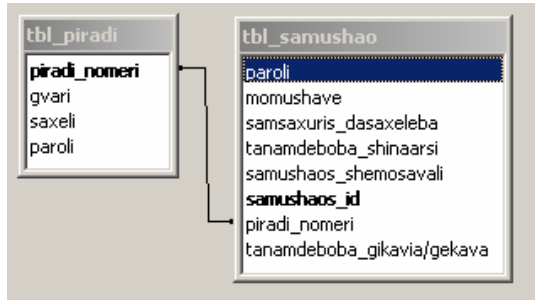 tbl_piradi
piradi_nomeri
gvari
saxeli
paroli
tbl_samushao
paroli
momushave
samsaxuris_dasaxeleba
tanamdeboba_shinaarsi
samushaos_shemosavali
samushaos_id
piradi_nomeri
tanamdeboba_gikavia/gekava